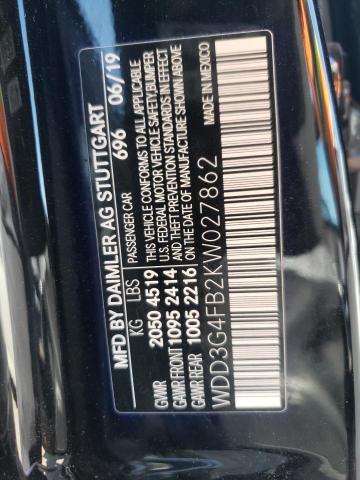 MFD BY DAIMLER AG STUTTGART
696 06/19
KG LBS PASSENGER CAR
GVWR 2050 4519
GAWR FRONT 1095 2414
GAWR REAR 1005 2216
THIS VEHICLE CONFORMS TO ALL APPLICABLE
U.S. FEDERAL MOTOR VEHICLE SAFETY, BUMPER
AND THEFT PREVENTION STANDARDS IN EFFECT
ON THE DATE OF MANUFACTURE SHOWN ABOVE
WDD3G4FB2KW027862
MADE IN MEXICO